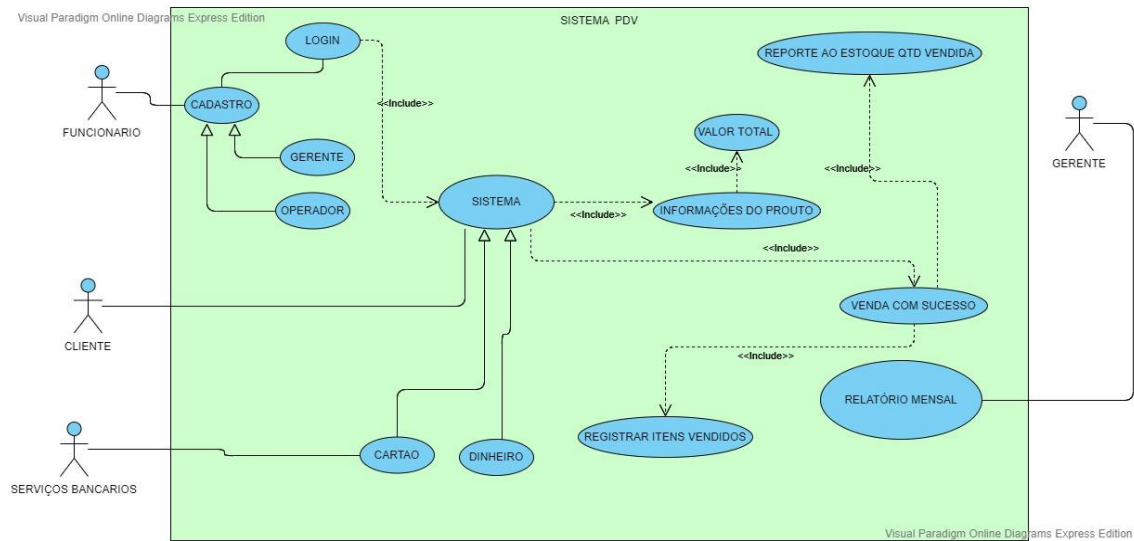 Visual Paradigm Online Diagrams Express Edition
SISTEMA PDV
LOGIN
REPORTE AO ESTOQUE QTD VENDIDA
<<Include>>
CADASTRO
FUNCIONARIO
VALOR TOTAL
GERENTE
GERENTE
<<Include>>
<<Include>>
OPERADOR
SISTEMA
<<Include>>
INFORMAÇÕES DO PROUTO
<<Include>>
VENDA COM SUCESSO
CLIENTE
<<Include>>
RELATÓRIO MENSAL
REGISTRAR ITENS VENDIDOS
CARTAO
DINHEIRO
SERVIÇOS BANCARIOS
Visual Paradigm Online Diagrams Express Edition